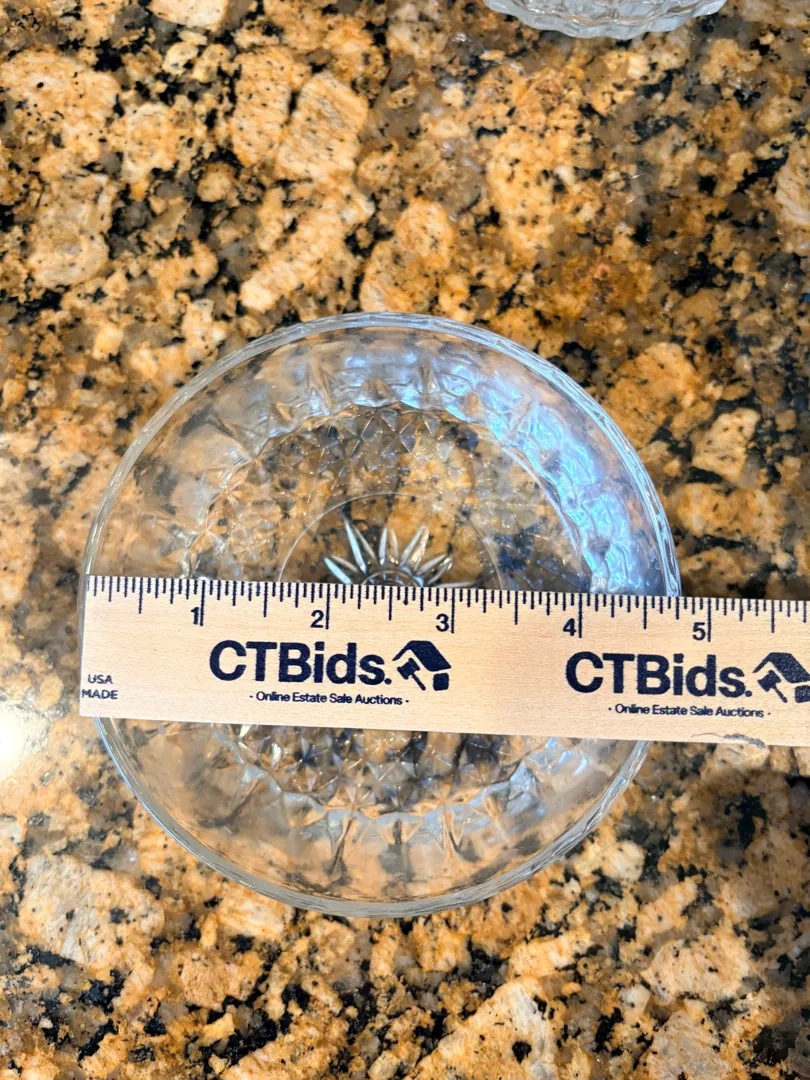 1 2 3 4 5
USA
MADE
CTBids.
- Online Estate Sale Auctions -
CTBids.
- Online Estate Sale Auctions -